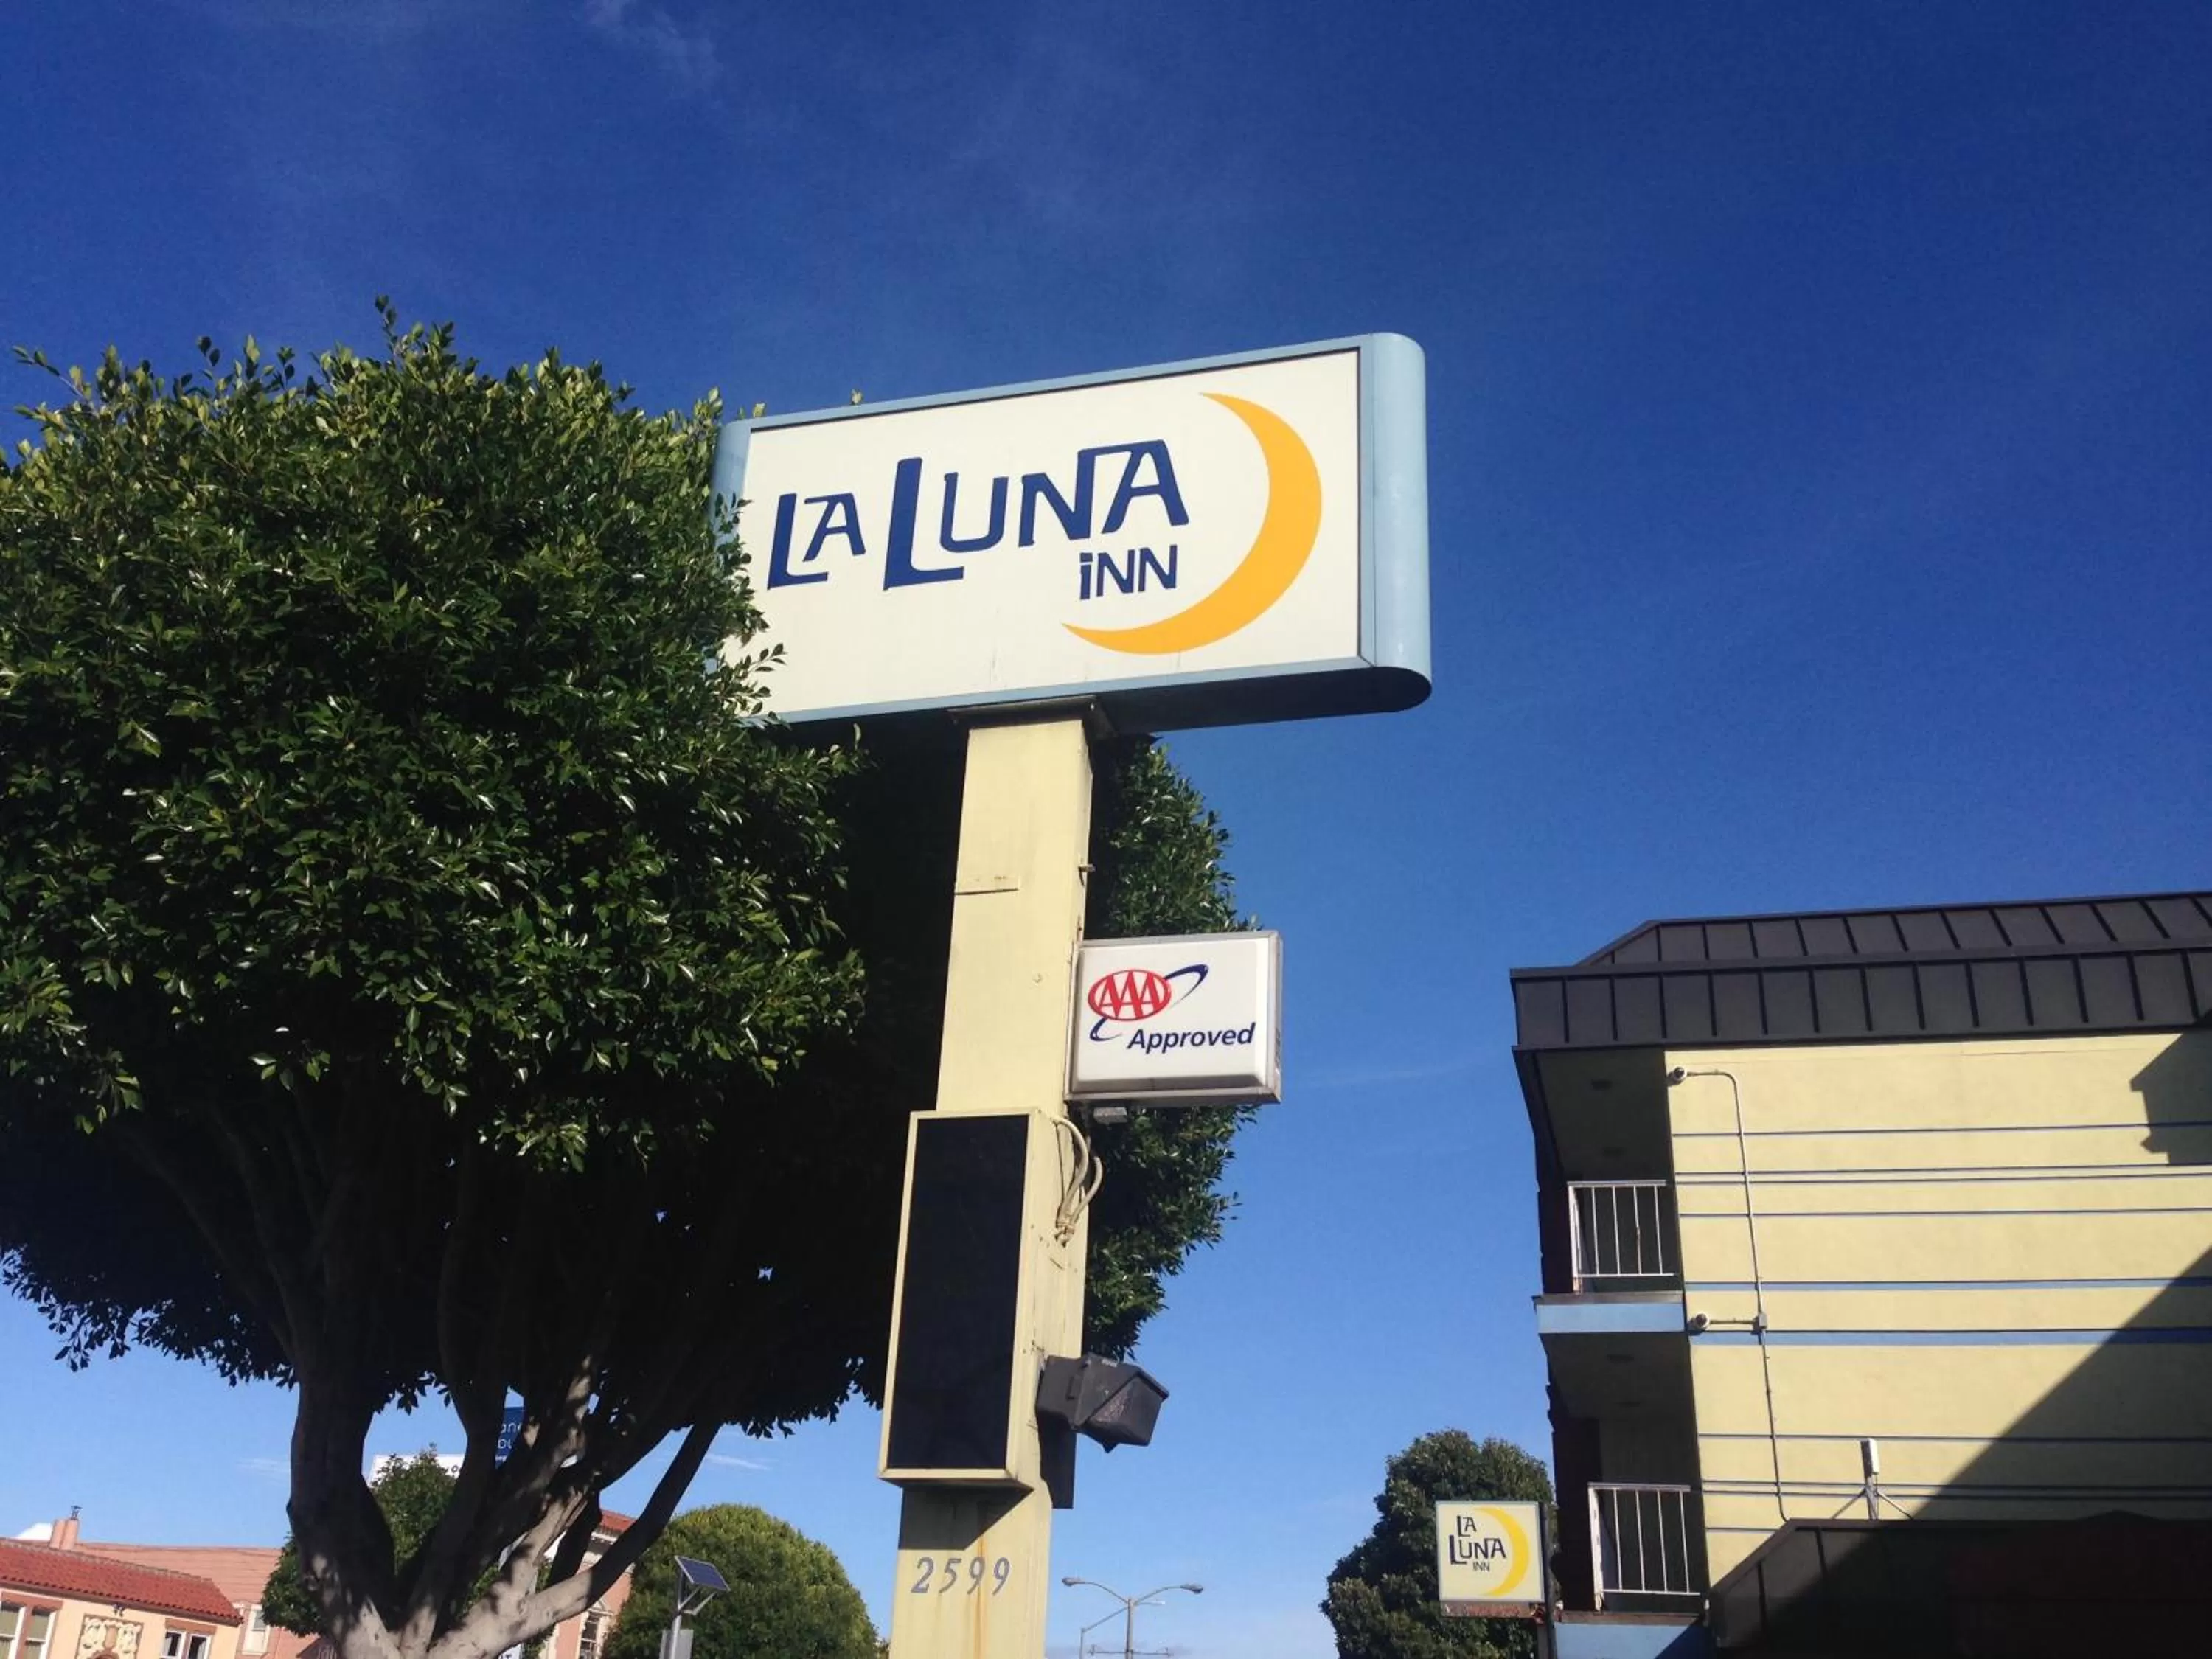 LA LUNA
iNN
AAA
Approved
2599
LA
LUNA
INN